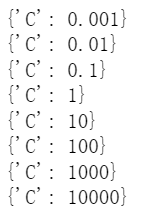 {'C': 0.001}
{'C': 0.01}
{'C': 0.1}
{'C': 1}
{'C': 10}
{'C': 100}
{'C': 1000}
{'C': 10000}